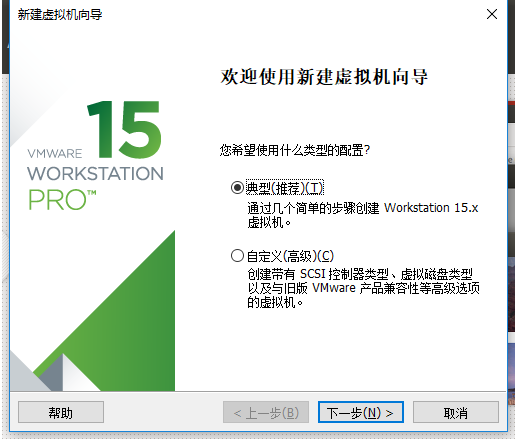 新建虚拟机向导
15
VMWARE
WORKSTATION
PRO™
欢迎使用新建虚拟机向导
您希望使用什么类型的配置?
典型(推荐)(T)
通过几个简单的步骤创建 Workstation 15.x
虚拟机。
自定义(高级)(C)
创建带有 SCSI 控制器类型、虚拟磁盘类型
以及与旧版 VMware 产品兼容性等高级选项
的虚拟机。
帮助
< 上一步(B)
下一步(N) >
取消